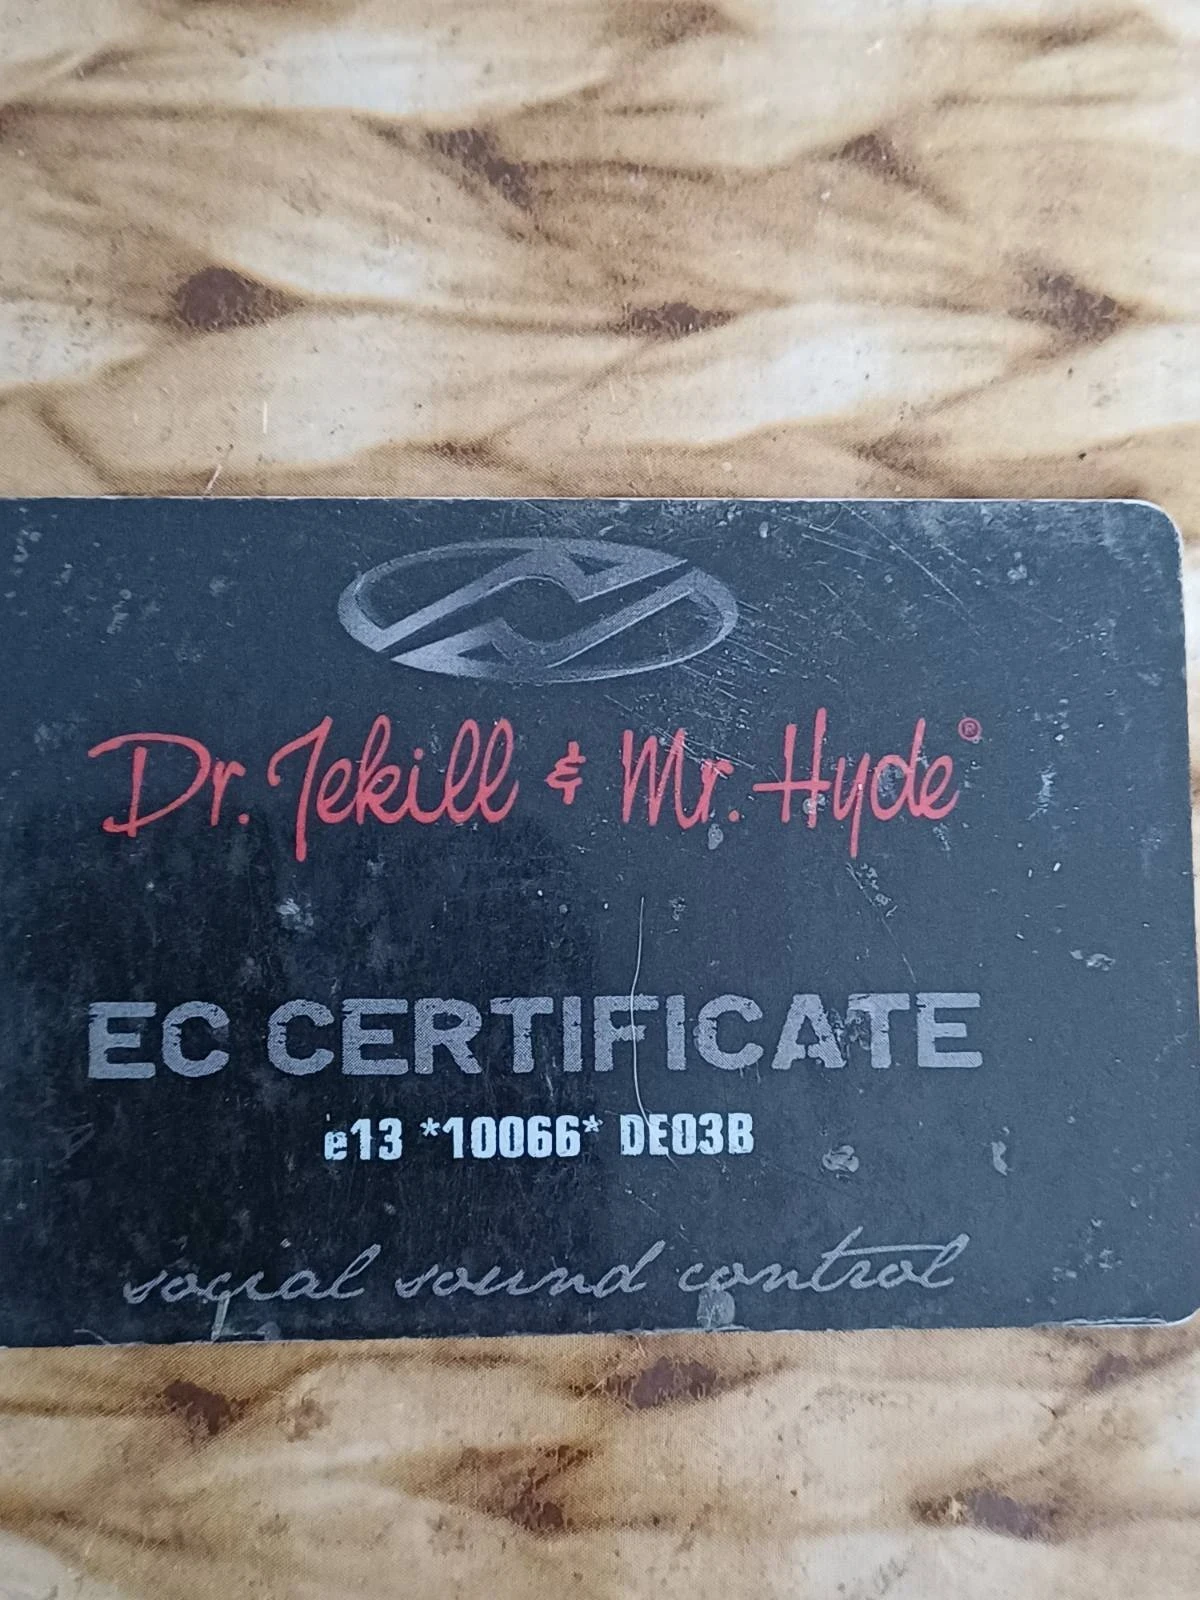 Dr. Jekill & Mr. Hyde®
EC CERTIFICATE
e13 *10066* DE03B
social sound control